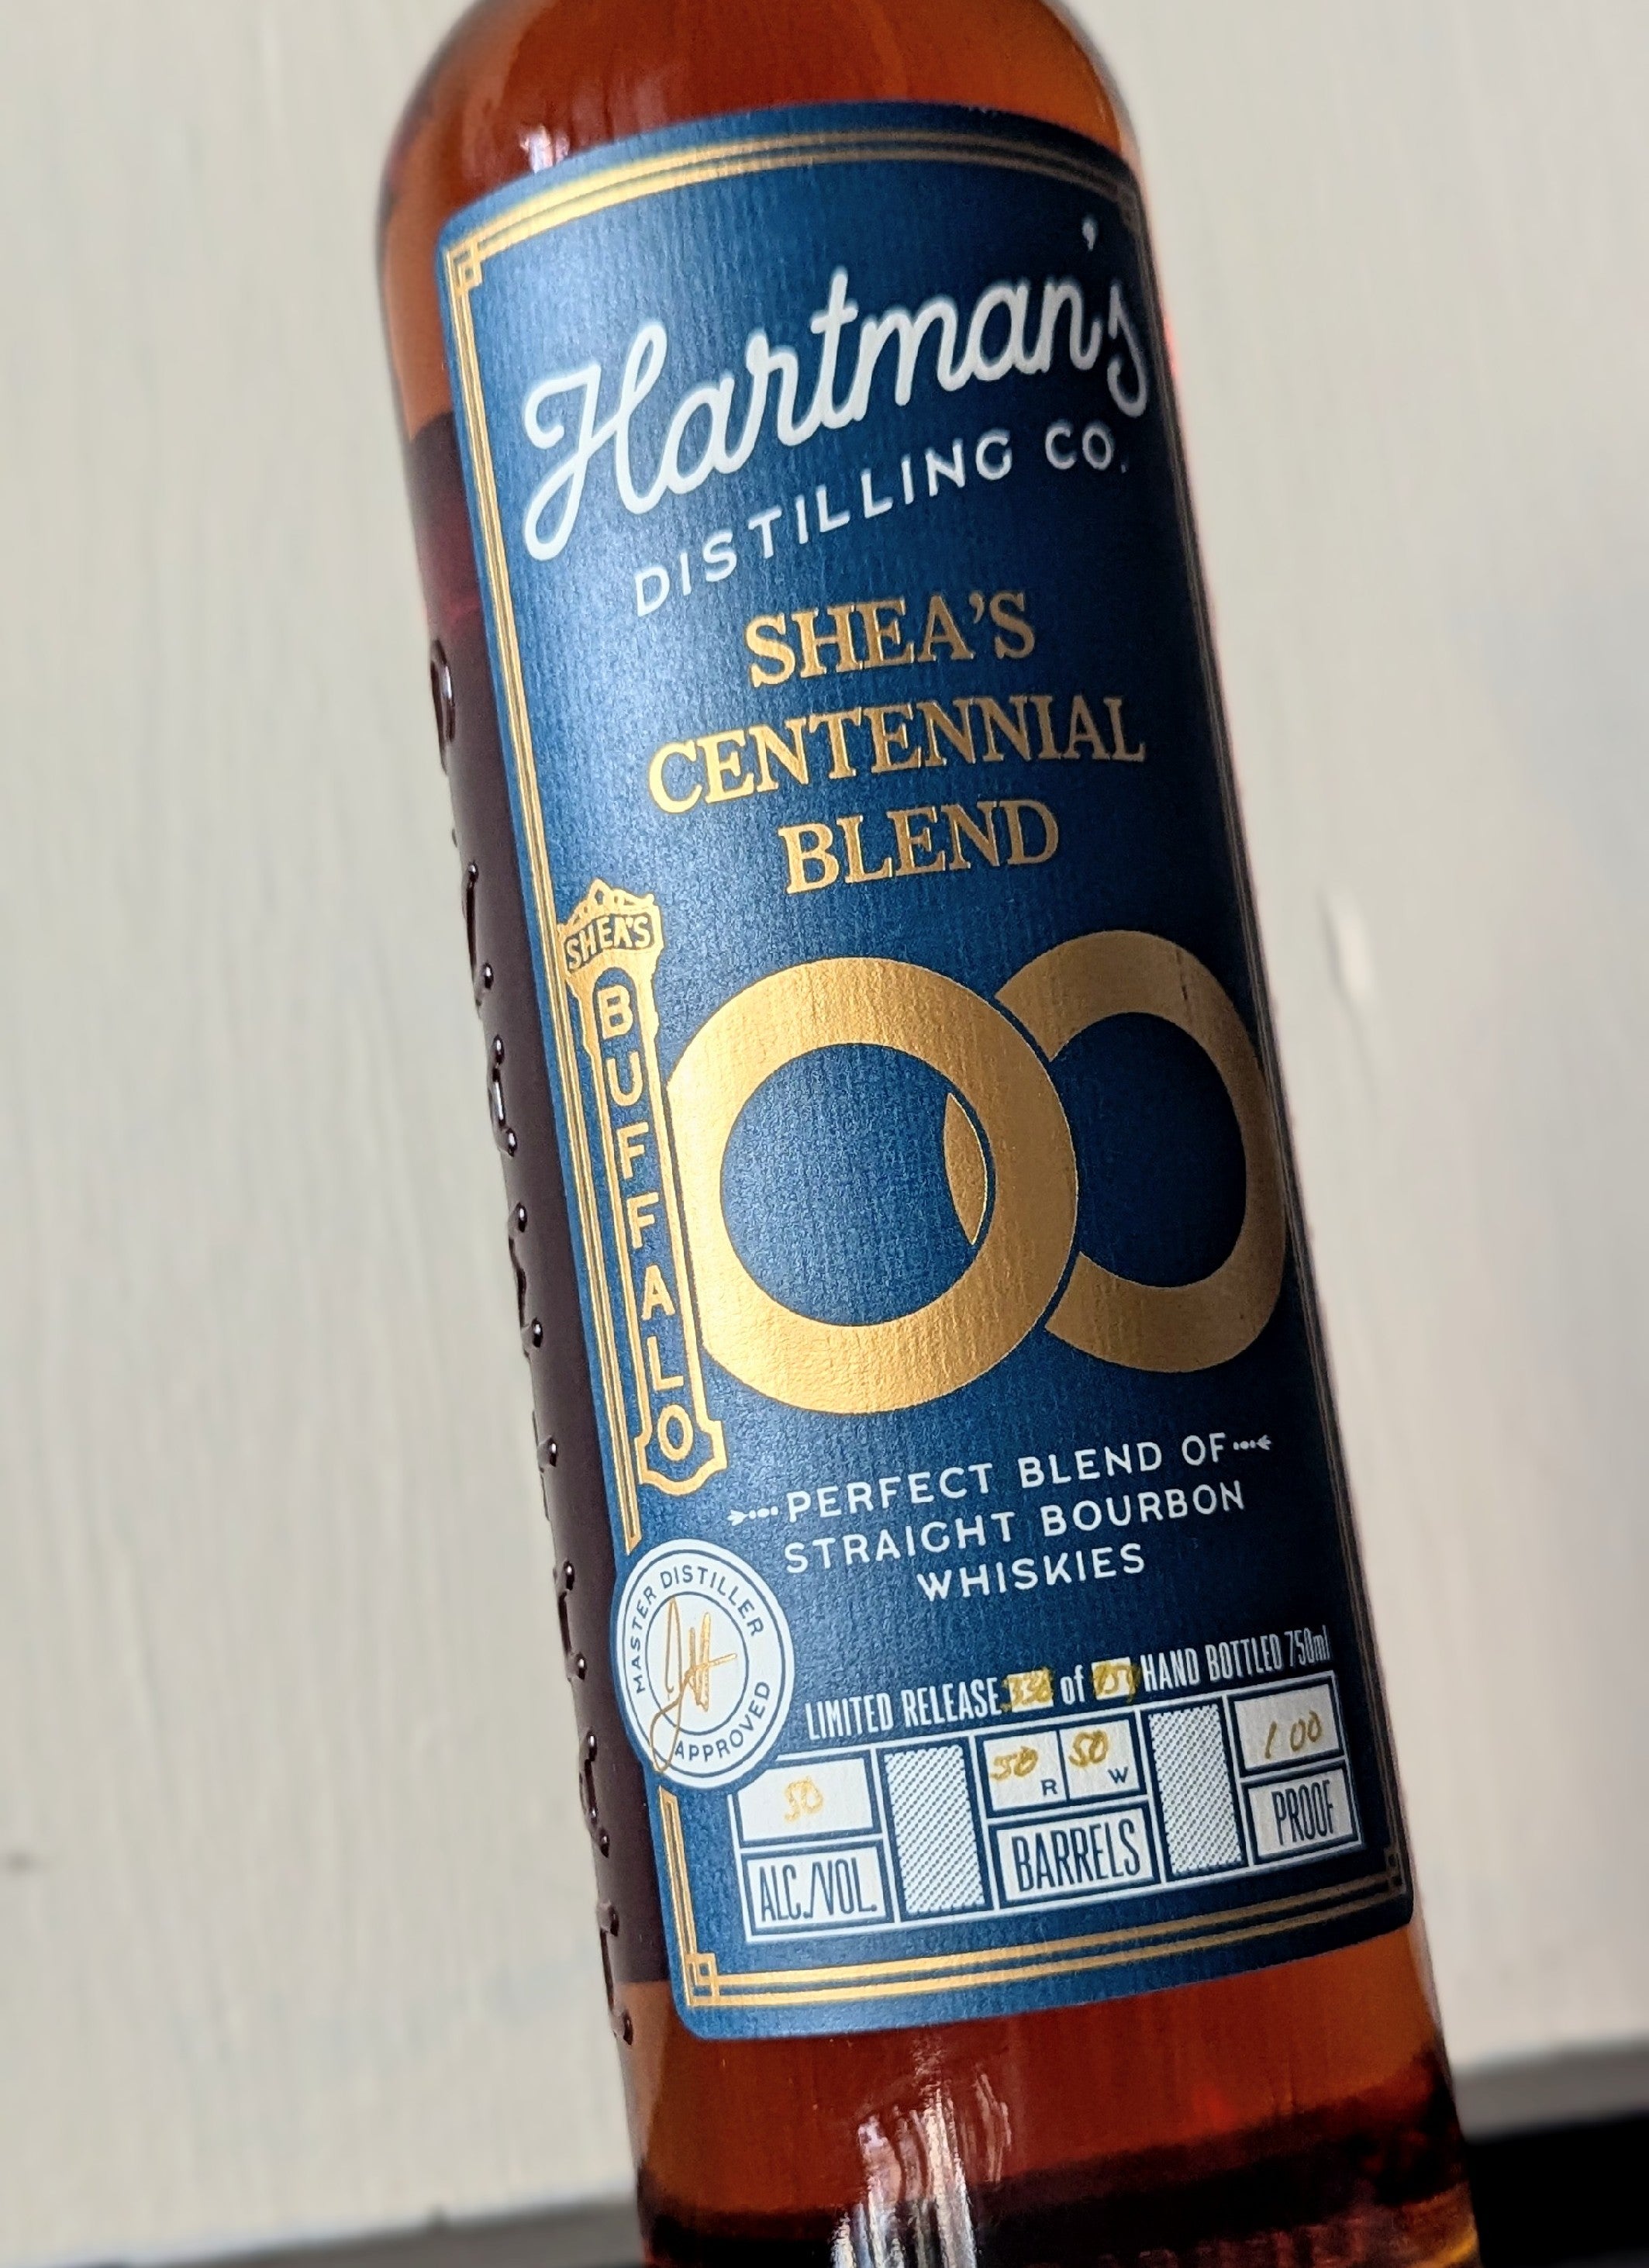 Hartman's
DISTILLING CO.
SHEA'S
CENTENNIAL
BLEND
SHEA'S
BUFFALO
OO
PERFECT BLEND OF
STRAIGHT BOURBON
WHISKIES
MASTER DISTILLER
APPROVED
LIMITED RELEASE of HAND BOTTLED 750ml
50
50 R 50 W
100
ALC./VOL.
BARRELS
PROOF